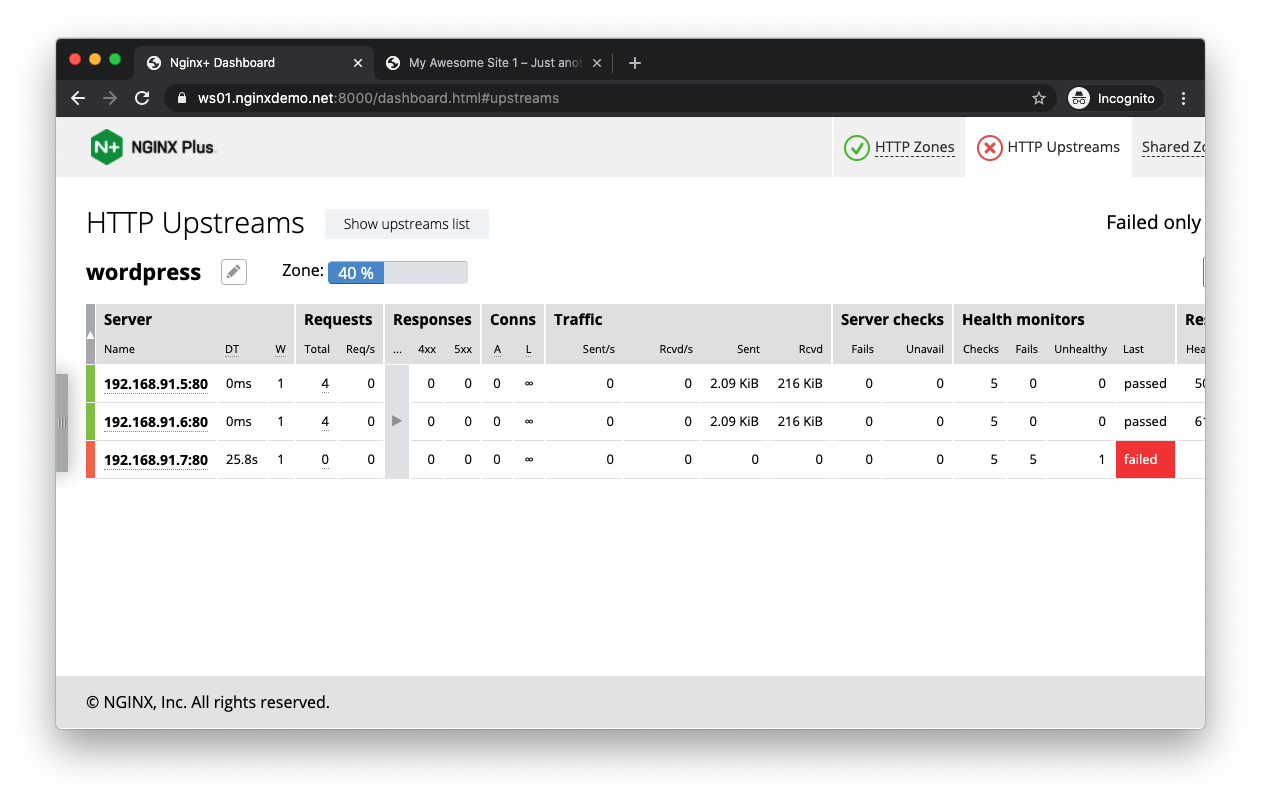 Nginx+ Dashboard
My Awesome Site 1 – Just anot
ws01.nginxdemo.net:8000/dashboard.html#upstreams
Incognito
N+ NGINX Plus
HTTP Zones
HTTP Upstreams
Shared Zo
HTTP Upstreams
Show upstreams list
Failed only
wordpress
Zone: 40 %
Server Requests Responses Conns Traffic Server checks Health monitors Res
Name DT W Total Req/s ... 4xx 5xx A L Sent/s Rcvd/s Sent Rcvd Fails Unavail Checks Fails Unhealthy Last Hea
192.168.91.5:80 0ms 1 4 0 0 0 0 ∞ 0 0 2.09 KiB 216 KiB 0 0 5 0 0 passed 50
192.168.91.6:80 0ms 1 4 0 0 0 0 ∞ 0 0 2.09 KiB 216 KiB 0 0 5 0 0 passed 61
192.168.91.7:80 25.8s 1 0 0 0 0 0 ∞ 0 0 0 0 0 0 5 5 1 failed
© NGINX, Inc. All rights reserved.